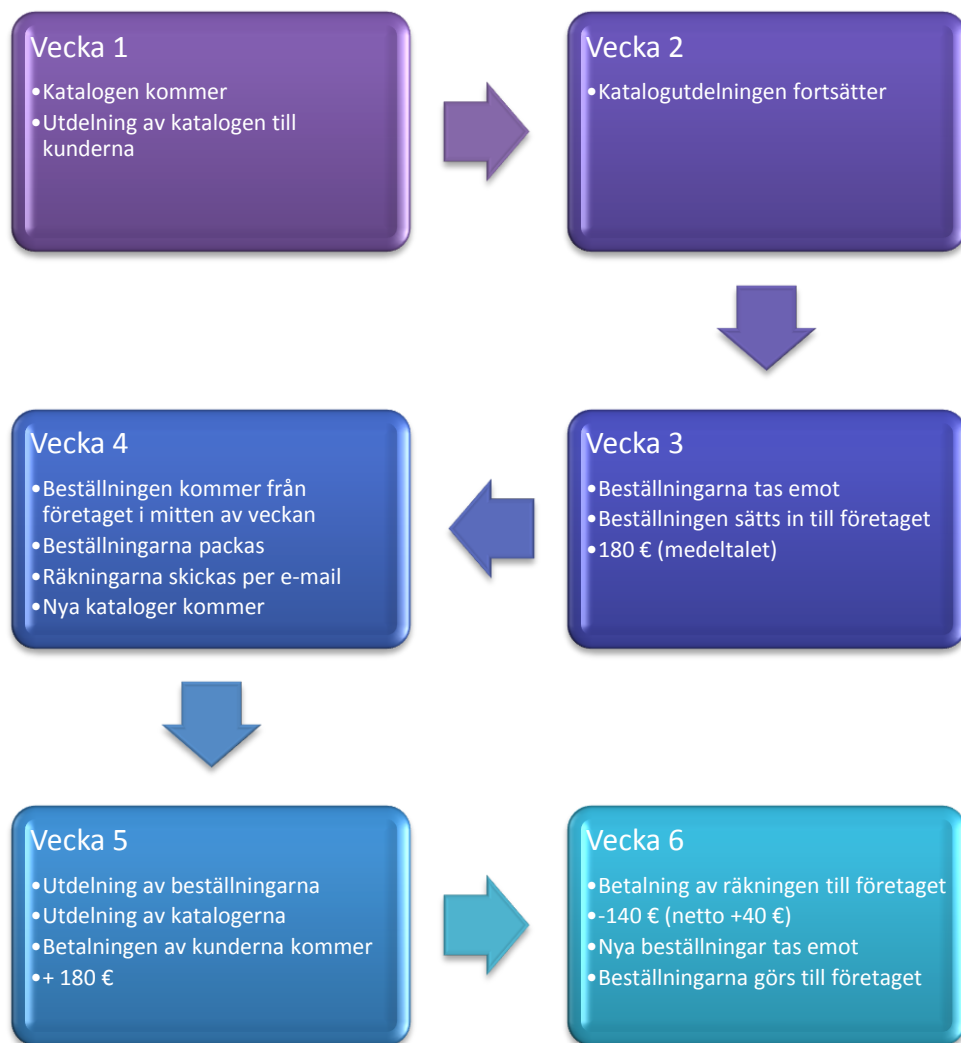 Vecka 1
•Katalogen kommer
•Utdelning av katalogen till
kunderna
Vecka 2
•Katalogutdelningen fortsätter
Vecka 3
•Beställningarna tas emot
•Beställningen sätts in till företaget
•180 € (medeltalet)
Vecka 4
•Beställningen kommer från
företaget i mitten av veckan
•Beställningarna packas
•Räkningarna skickas per e-mail
•Nya kataloger kommer
Vecka 5
•Utdelning av beställningarna
•Utdelning av katalogerna
•Betalningen av kunderna kommer
•+ 180 €
Vecka 6
•Betalning av räkningen till företaget
•-140 € (netto +40 €)
•Nya beställningar tas emot
•Beställningarna görs till företaget